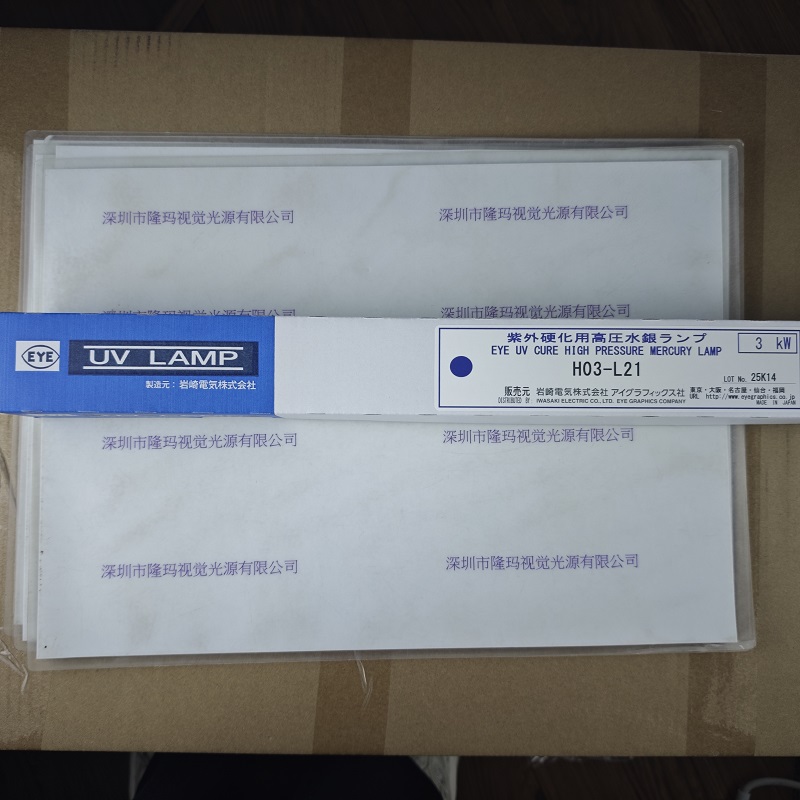 深圳市隆玛视觉光源有限公司 深圳市隆玛视觉光源有限公司
深圳市隆玛视觉光源有限公司 深圳市隆玛视觉光源有限公司
EYE
UV LAMP
製造元：岩崎電気株式会社
紫外硬化用高圧水銀ランプ
EYE UV CURE HIGH PRESSURE MERCURY LAMP
3 kW
H03-L21
LOT No. 25K14
販売元 岩崎電気株式会社 アイグラフィックス社
DISTRIBUTED BY IWASAKI ELECTRIC CO., LTD. EYE GRAPHICS COMPANY
東京・大阪・名古屋・仙台・福岡
URL http://www.eyegraphics.co.jp
MADE IN JAPAN
深圳市隆玛视觉光源有限公司 深圳市隆玛视觉光源有限公司
深圳市隆玛视觉光源有限公司 深圳市隆玛视觉光源有限公司